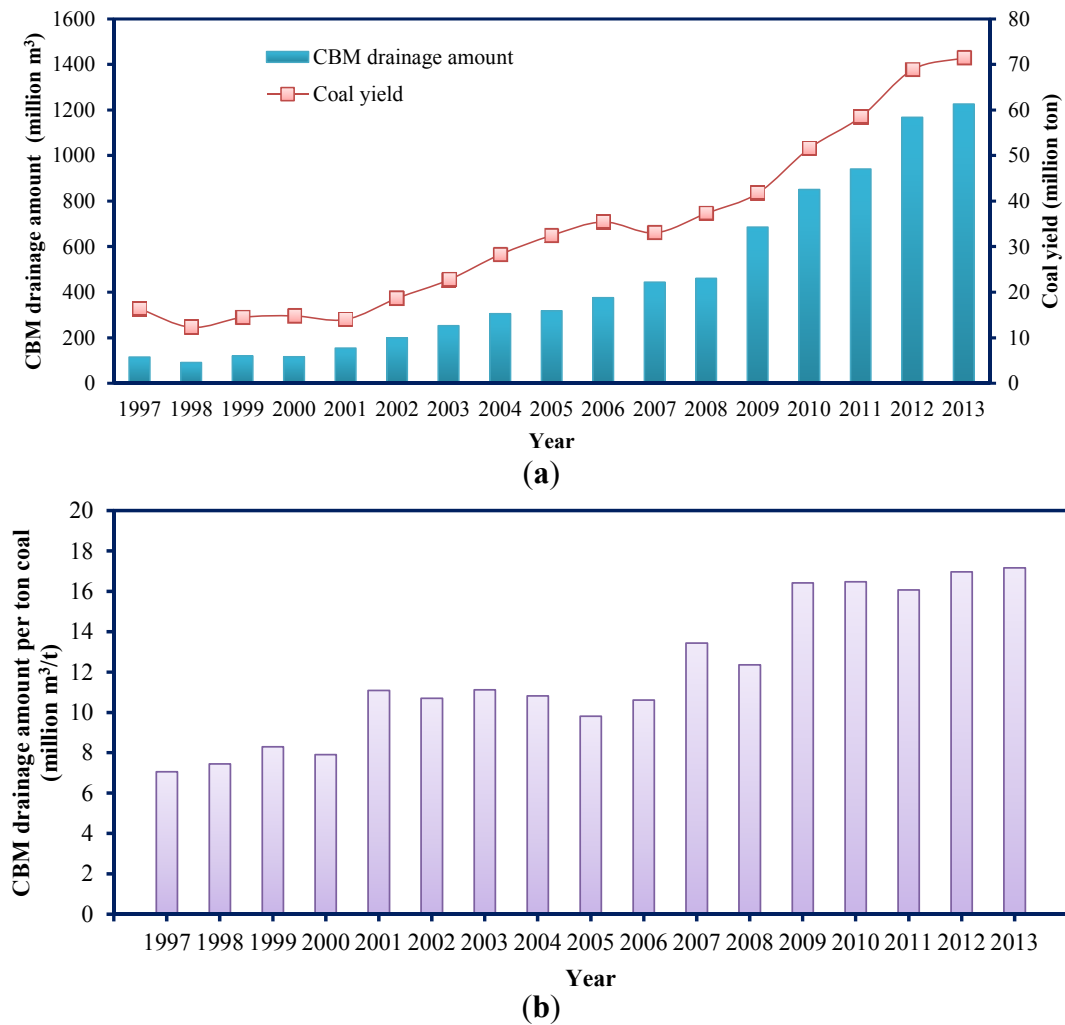 1600
1400
1200
1000
800
600
400
200
0
CBM drainage amount (million m³)
CBM drainage amount
Coal yield
80
70
60
50
40
30
20
10
0
Coal yield (million ton)
1997 1998 1999 2000 2001 2002 2003 2004 2005 2006 2007 2008 2009 2010 2011 2012 2013
Year
(a)
20
18
16
14
12
10
8
6
4
2
0
CBM drainage amount per ton coal
(million m³/t)
1997 1998 1999 2000 2001 2002 2003 2004 2005 2006 2007 2008 2009 2010 2011 2012 2013
Year
(b)